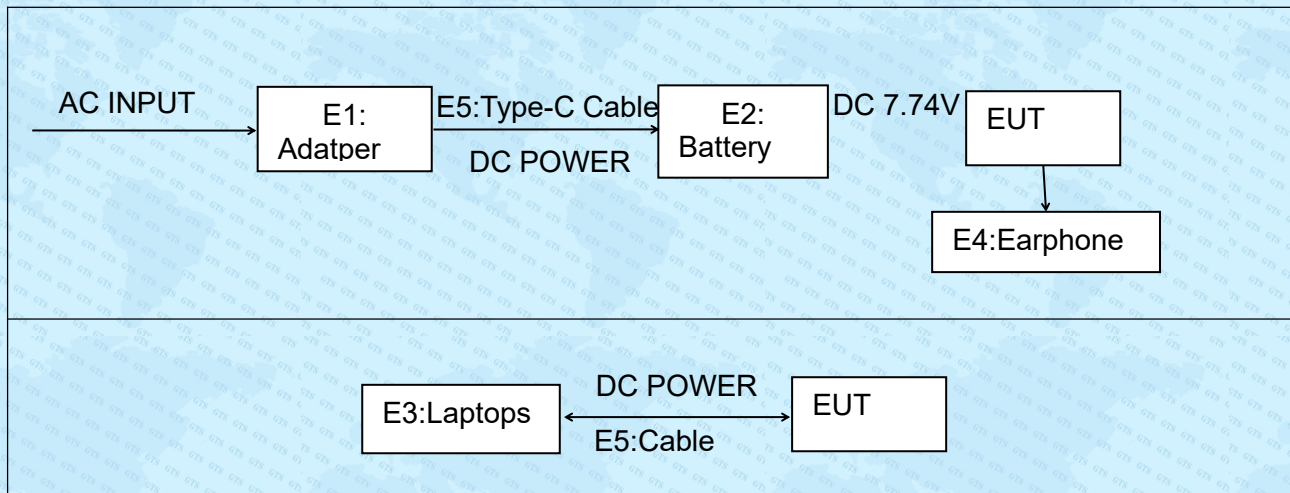 AC INPUT
E1:
Adatper
E5:Type-C Cable
DC POWER
E2:
Battery
DC 7.74V
EUT
E4:Earphone
E3:Laptops
DC POWER
E5:Cable
EUT
GTS